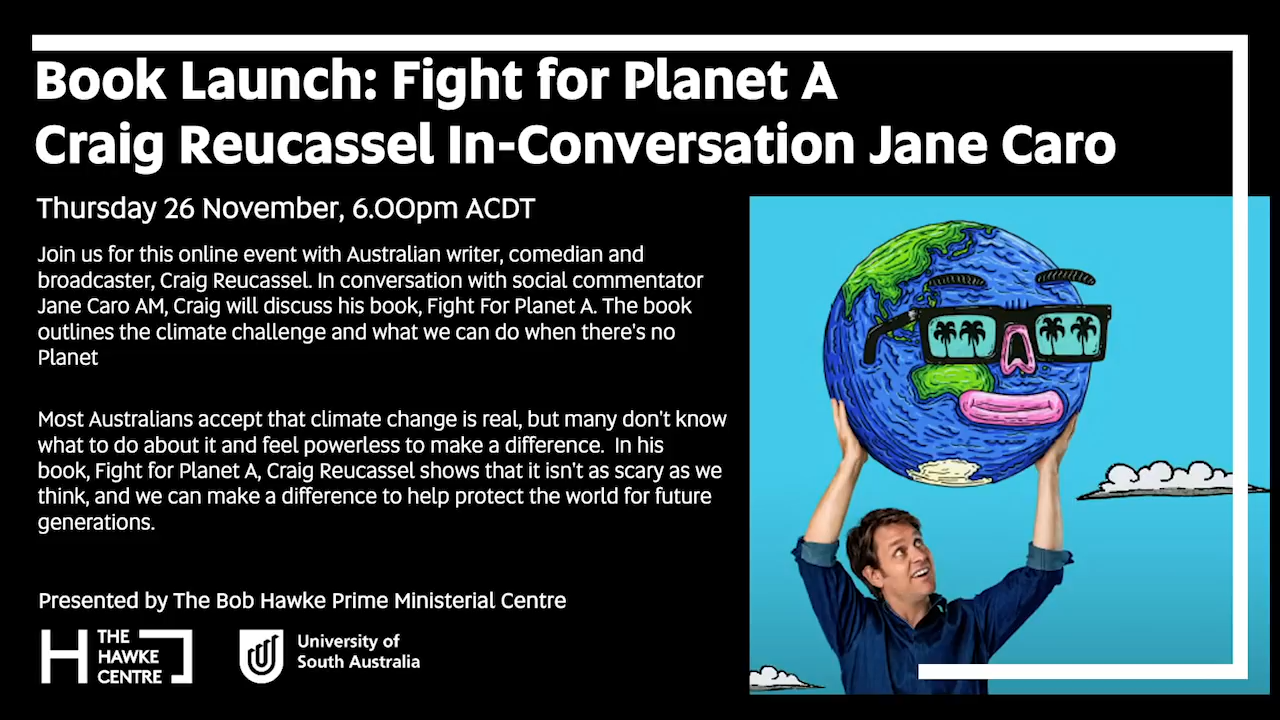 Book Launch: Fight for Planet A
Craig Reucassel In-Conversation Jane Caro
Thursday 26 November, 6.00pm ACDT
Join us for this online event with Australian writer, comedian and
broadcaster, Craig Reucassel. In conversation with social commentator
Jane Caro AM, Craig will discuss his book, Fight For Planet A. The book
outlines the climate challenge and what we can do when there's no
Planet
Most Australians accept that climate change is real, but many don't know
what to do about it and feel powerless to make a difference.  In his
book, Fight for Planet A, Craig Reucassel shows that it isn't as scary as we
think, and we can make a difference to help protect the world for future
generations.
Presented by The Bob Hawke Prime Ministerial Centre
H THE
HAWKE
CENTRE
University of
South Australia